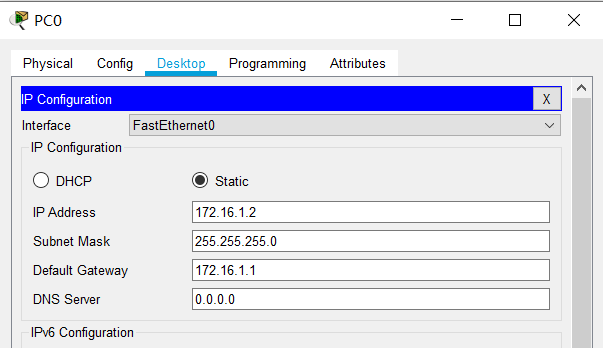 PC0
Physical Config Desktop Programming Attributes
IP Configuration X
Interface FastEthernet0
IP Configuration
DHCP Static
IP Address 172.16.1.2
Subnet Mask 255.255.255.0
Default Gateway 172.16.1.1
DNS Server 0.0.0.0
IPv6 Configuration